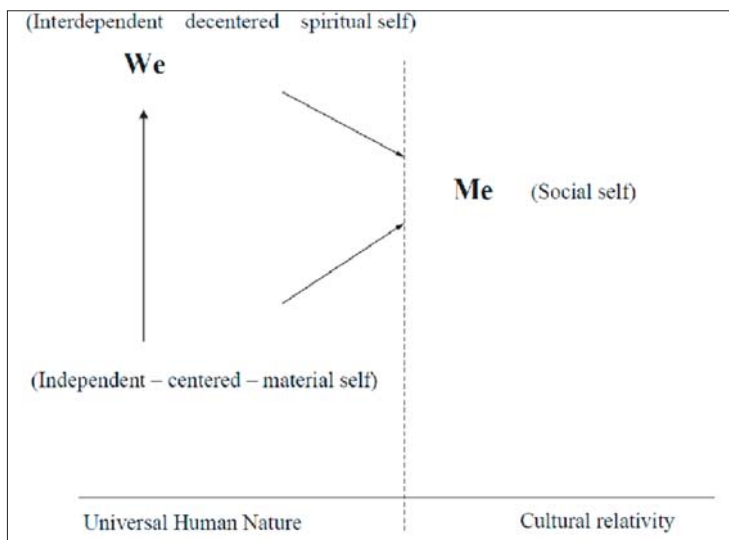 (Interdependent decentered spiritual self)
We
Me (Social self)
(Independent – centered – material self)
Universal Human Nature Cultural relativity